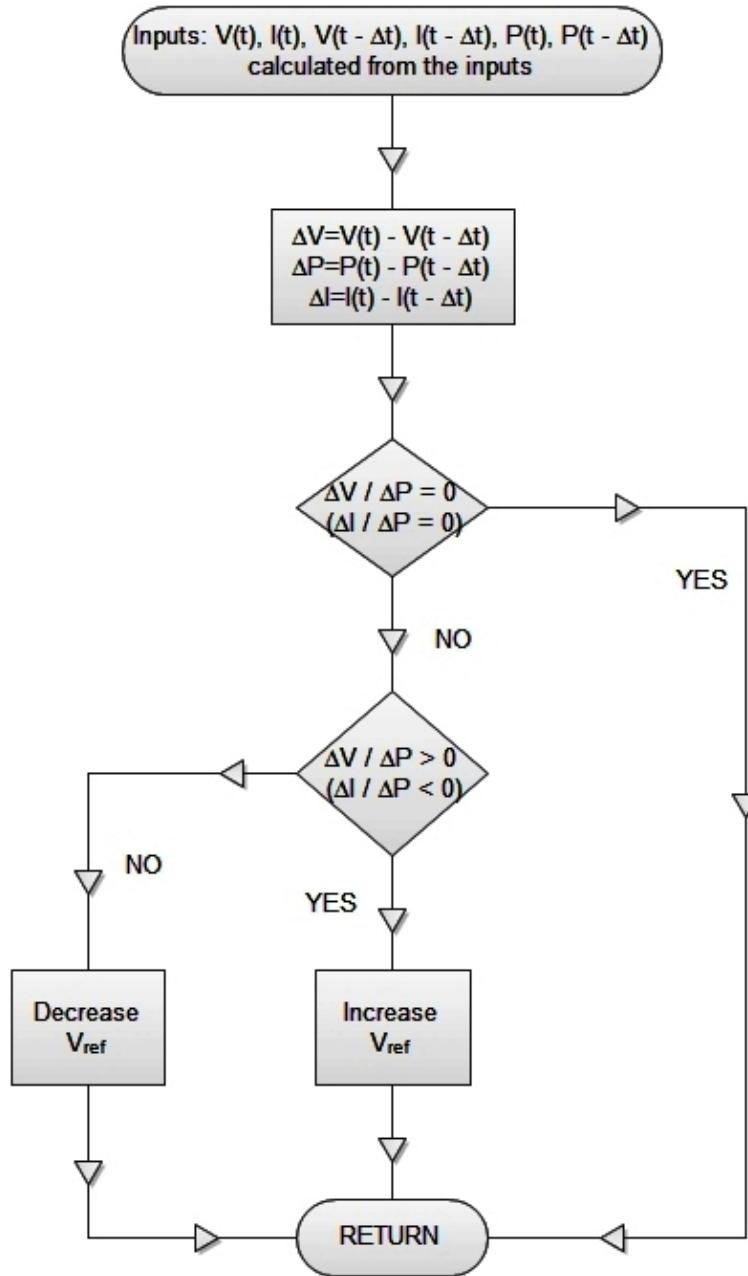 Inputs: V(t), I(t), V(t - Δt), I(t - Δt), P(t), P(t - Δt)
calculated from the inputs
ΔV=V(t) - V(t - Δt)
ΔP=P(t) - P(t - Δt)
ΔI=I(t) - I(t - Δt)
ΔV / ΔP = 0
(ΔI / ΔP = 0)
YES
NO
ΔV / ΔP > 0
(ΔI / ΔP < 0)
NO
YES
Decrease
Vref
Increase
Vref
RETURN